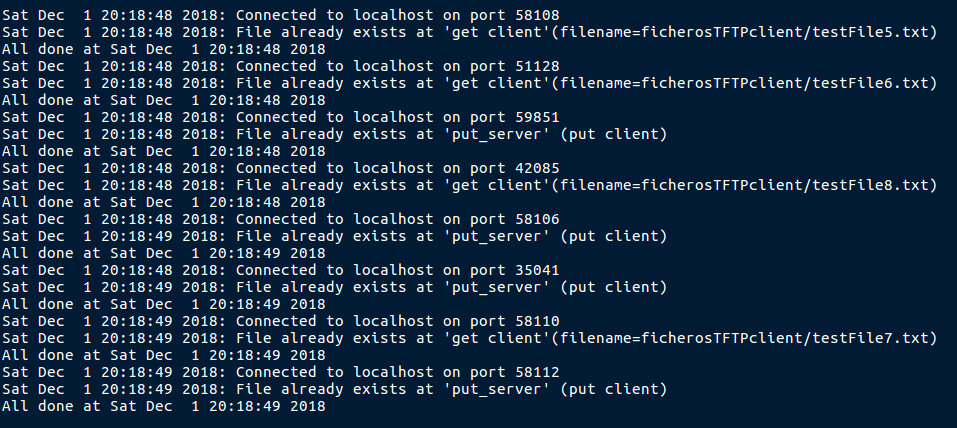 Sat Dec  1 20:18:48 2018: Connected to localhost on port 58108
Sat Dec  1 20:18:48 2018: File already exists at 'get client'(filename=ficherosTFTPclient/testFile5.txt)
All done at Sat Dec  1 20:18:48 2018
Sat Dec  1 20:18:48 2018: Connected to localhost on port 51128
Sat Dec  1 20:18:48 2018: File already exists at 'get client'(filename=ficherosTFTPclient/testFile6.txt)
All done at Sat Dec  1 20:18:48 2018
Sat Dec  1 20:18:48 2018: Connected to localhost on port 59851
Sat Dec  1 20:18:48 2018: File already exists at 'put_server' (put client)
All done at Sat Dec  1 20:18:48 2018
Sat Dec  1 20:18:48 2018: Connected to localhost on port 42085
Sat Dec  1 20:18:48 2018: File already exists at 'get client'(filename=ficherosTFTPclient/testFile8.txt)
All done at Sat Dec  1 20:18:48 2018
Sat Dec  1 20:18:48 2018: Connected to localhost on port 58106
Sat Dec  1 20:18:49 2018: File already exists at 'put_server' (put client)
All done at Sat Dec  1 20:18:49 2018
Sat Dec  1 20:18:48 2018: Connected to localhost on port 35041
Sat Dec  1 20:18:49 2018: File already exists at 'put_server' (put client)
All done at Sat Dec  1 20:18:49 2018
Sat Dec  1 20:18:49 2018: Connected to localhost on port 58110
Sat Dec  1 20:18:49 2018: File already exists at 'get client'(filename=ficherosTFTPclient/testFile7.txt)
All done at Sat Dec  1 20:18:49 2018
Sat Dec  1 20:18:49 2018: Connected to localhost on port 58112
Sat Dec  1 20:18:49 2018: File already exists at 'put_server' (put client)
All done at Sat Dec  1 20:18:49 2018